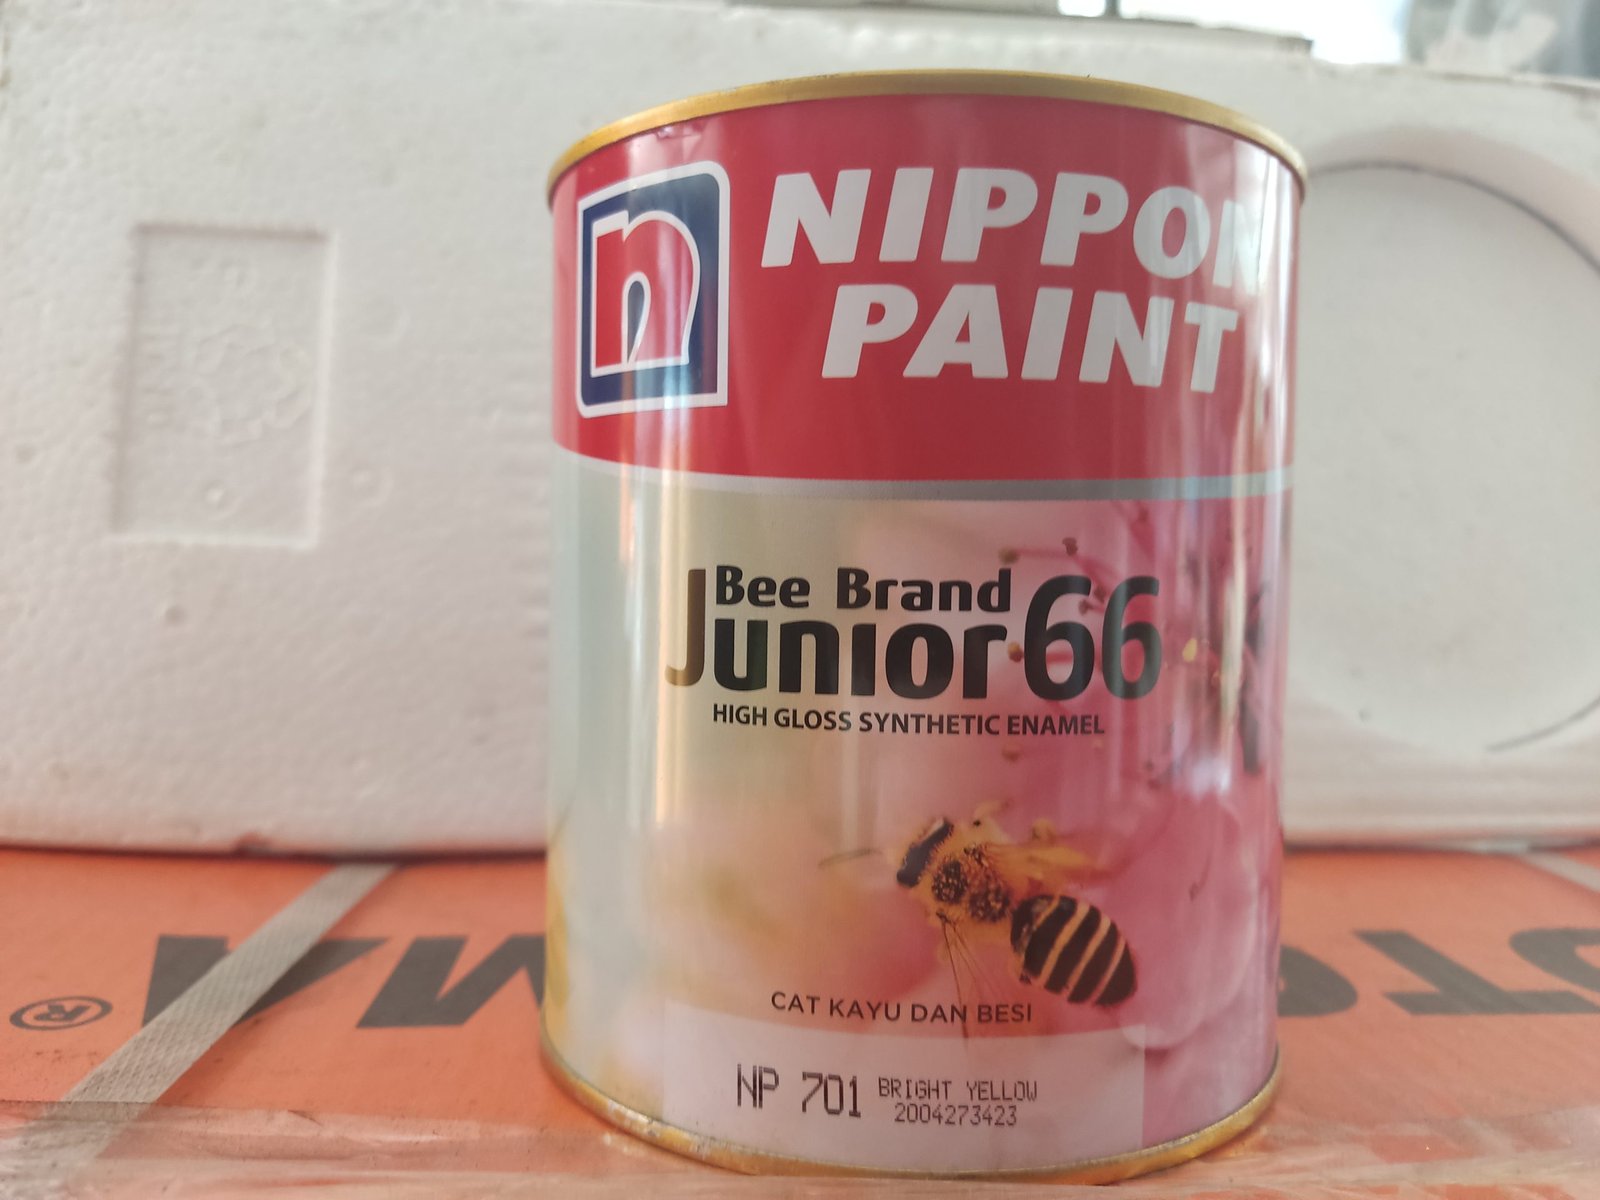 n
NIPPON
PAINT
Bee Brand
Junior 66
HIGH GLOSS SYNTHETIC ENAMEL
CAT KAYU DAN BESI
NP 701 BRIGHT YELLOW
2004273423
®